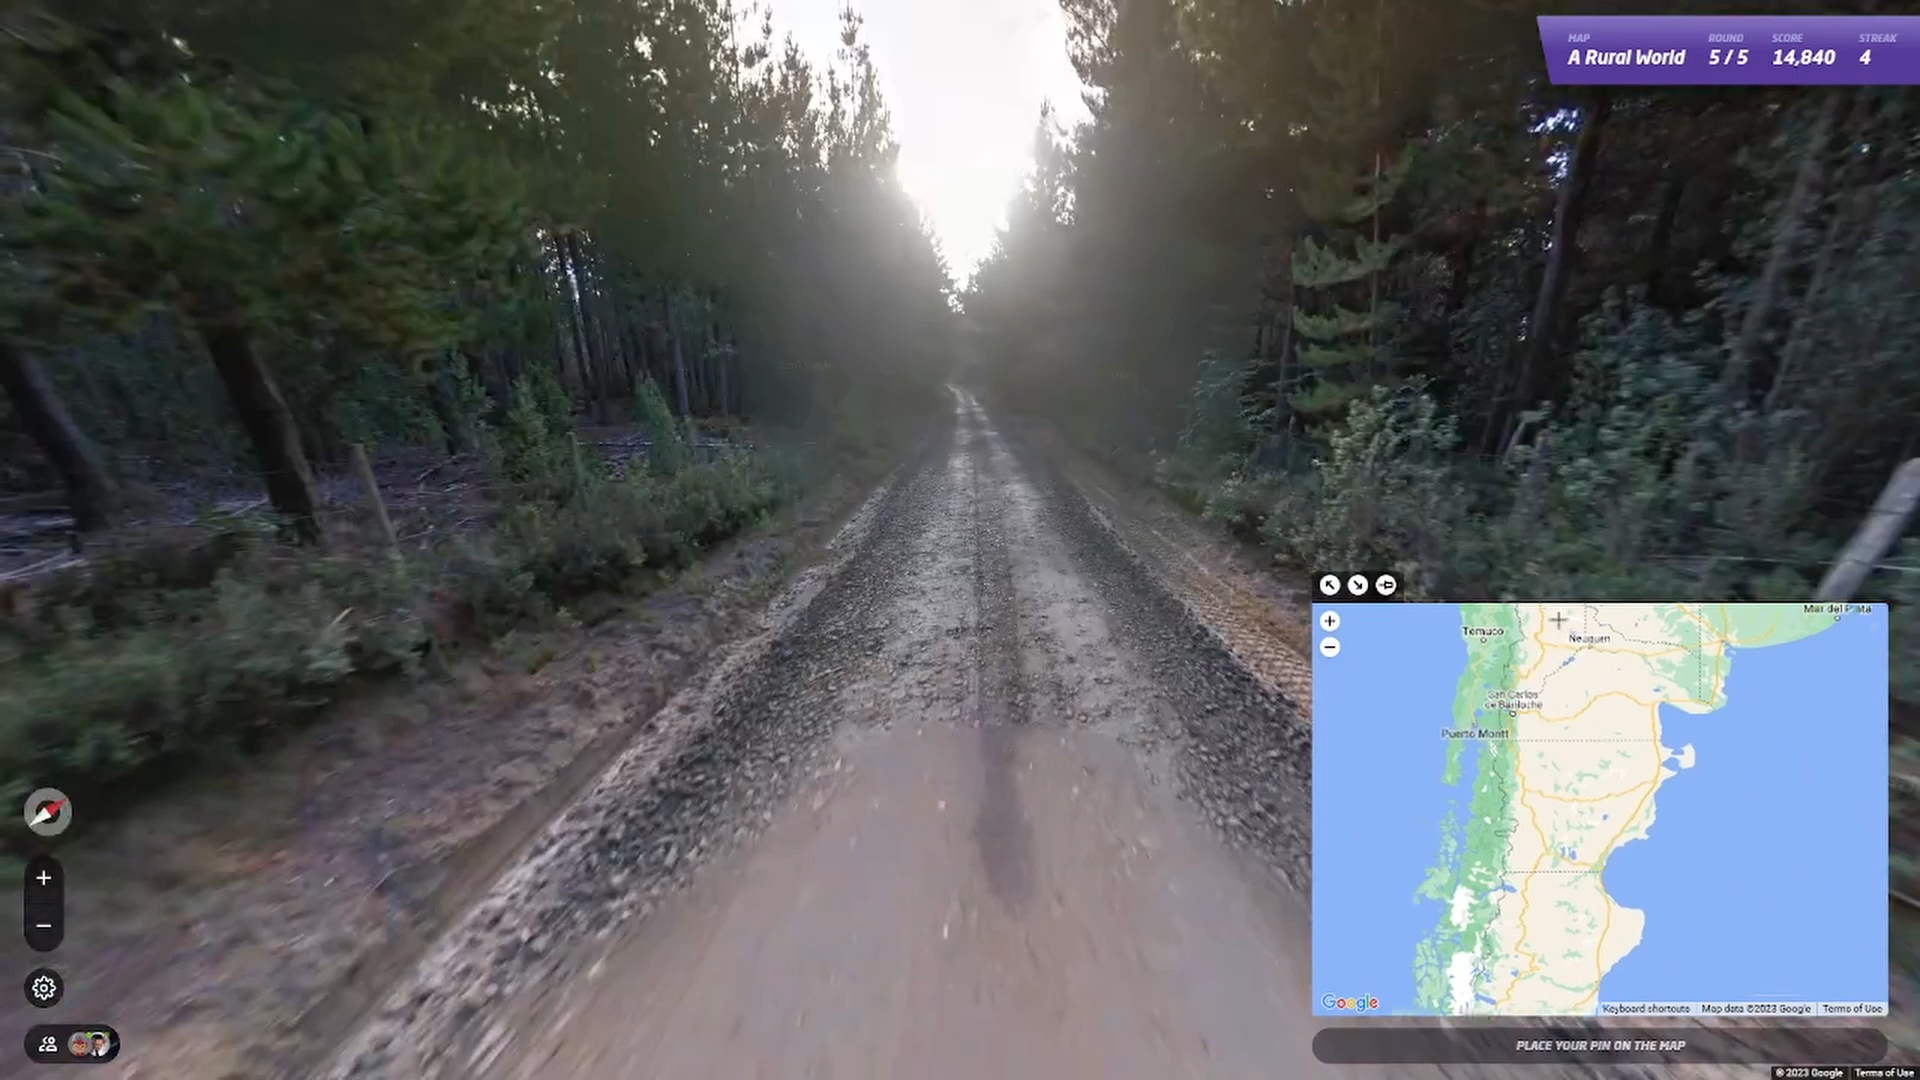 MAP
A Rural World
ROUND
5 / 5
SCORE
14,840
STREAK
4
Mar del Plata
Temuco
Neuquen
San Carlos
de Bariloche
Puerto Montt
Google
Keyboard shortcuts
Map data ©2023 Google
Terms of Use
PLACE YOUR PIN ON THE MAP
© 2023 Google
Terms of Use